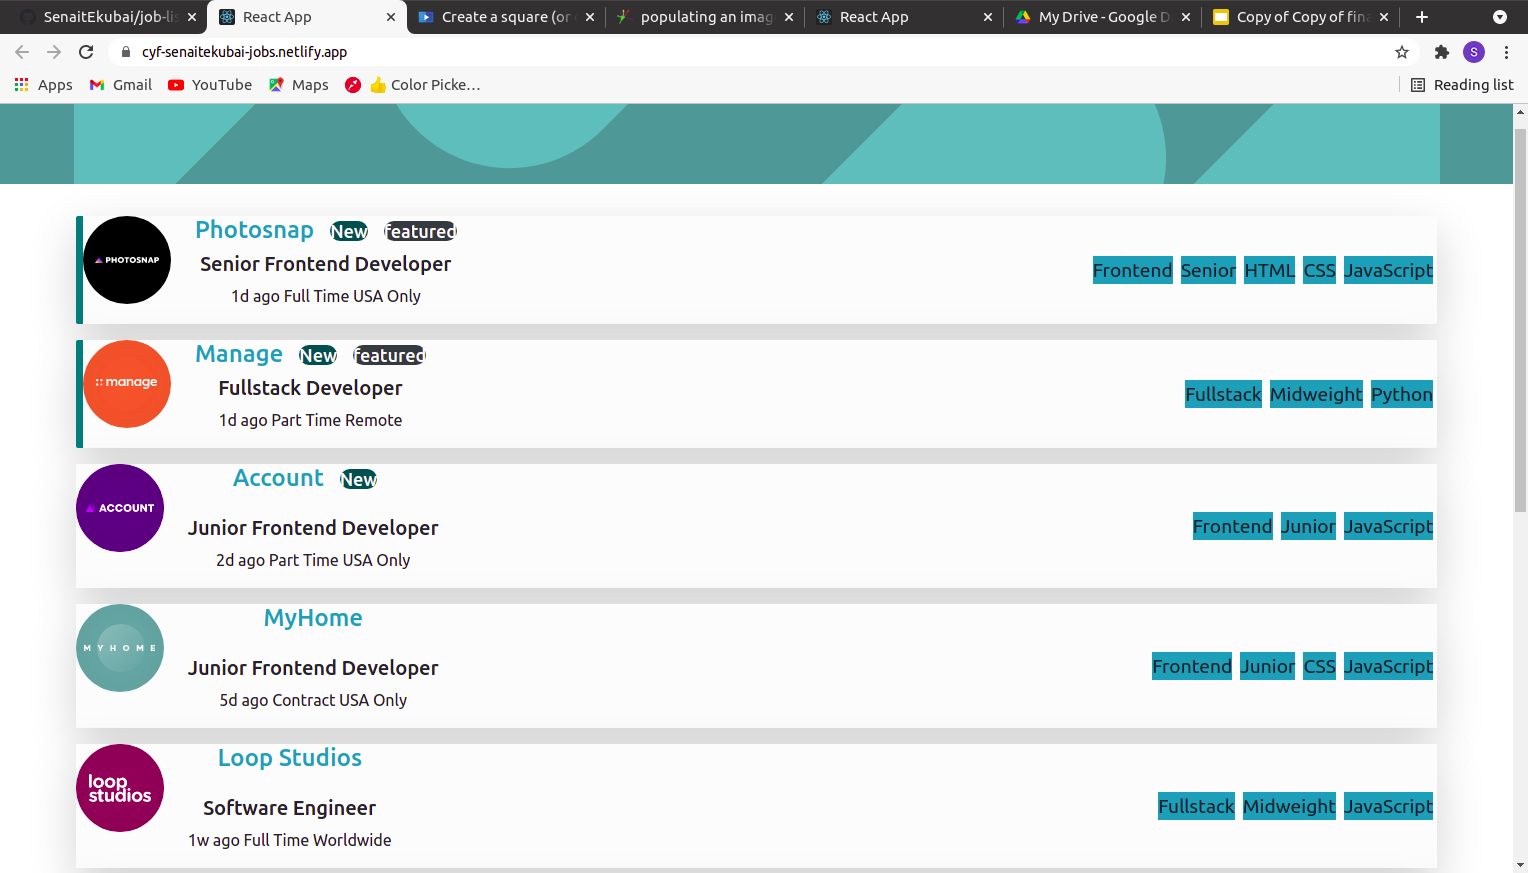 SenaitEkubai/job-lis
React App
Create a square (or
populating an imag
React App
My Drive - Google D
Copy of Copy of fina
cyf-senaitekubai-jobs.netlify.app
S
Apps
Gmail
YouTube
Maps
Color Picke…
Reading list
PHOTOSNAP
Photosnap New featured
Senior Frontend Developer
1d ago Full Time USA Only
Frontend Senior HTML CSS JavaScript
manage
Manage New featured
Fullstack Developer
1d ago Part Time Remote
Fullstack Midweight Python
ACCOUNT
Account New
Junior Frontend Developer
2d ago Part Time USA Only
Frontend Junior JavaScript
MYHOME
MyHome
Junior Frontend Developer
5d ago Contract USA Only
Frontend Junior CSS JavaScript
loop
studios
Loop Studios
Software Engineer
1w ago Full Time Worldwide
Fullstack Midweight JavaScript